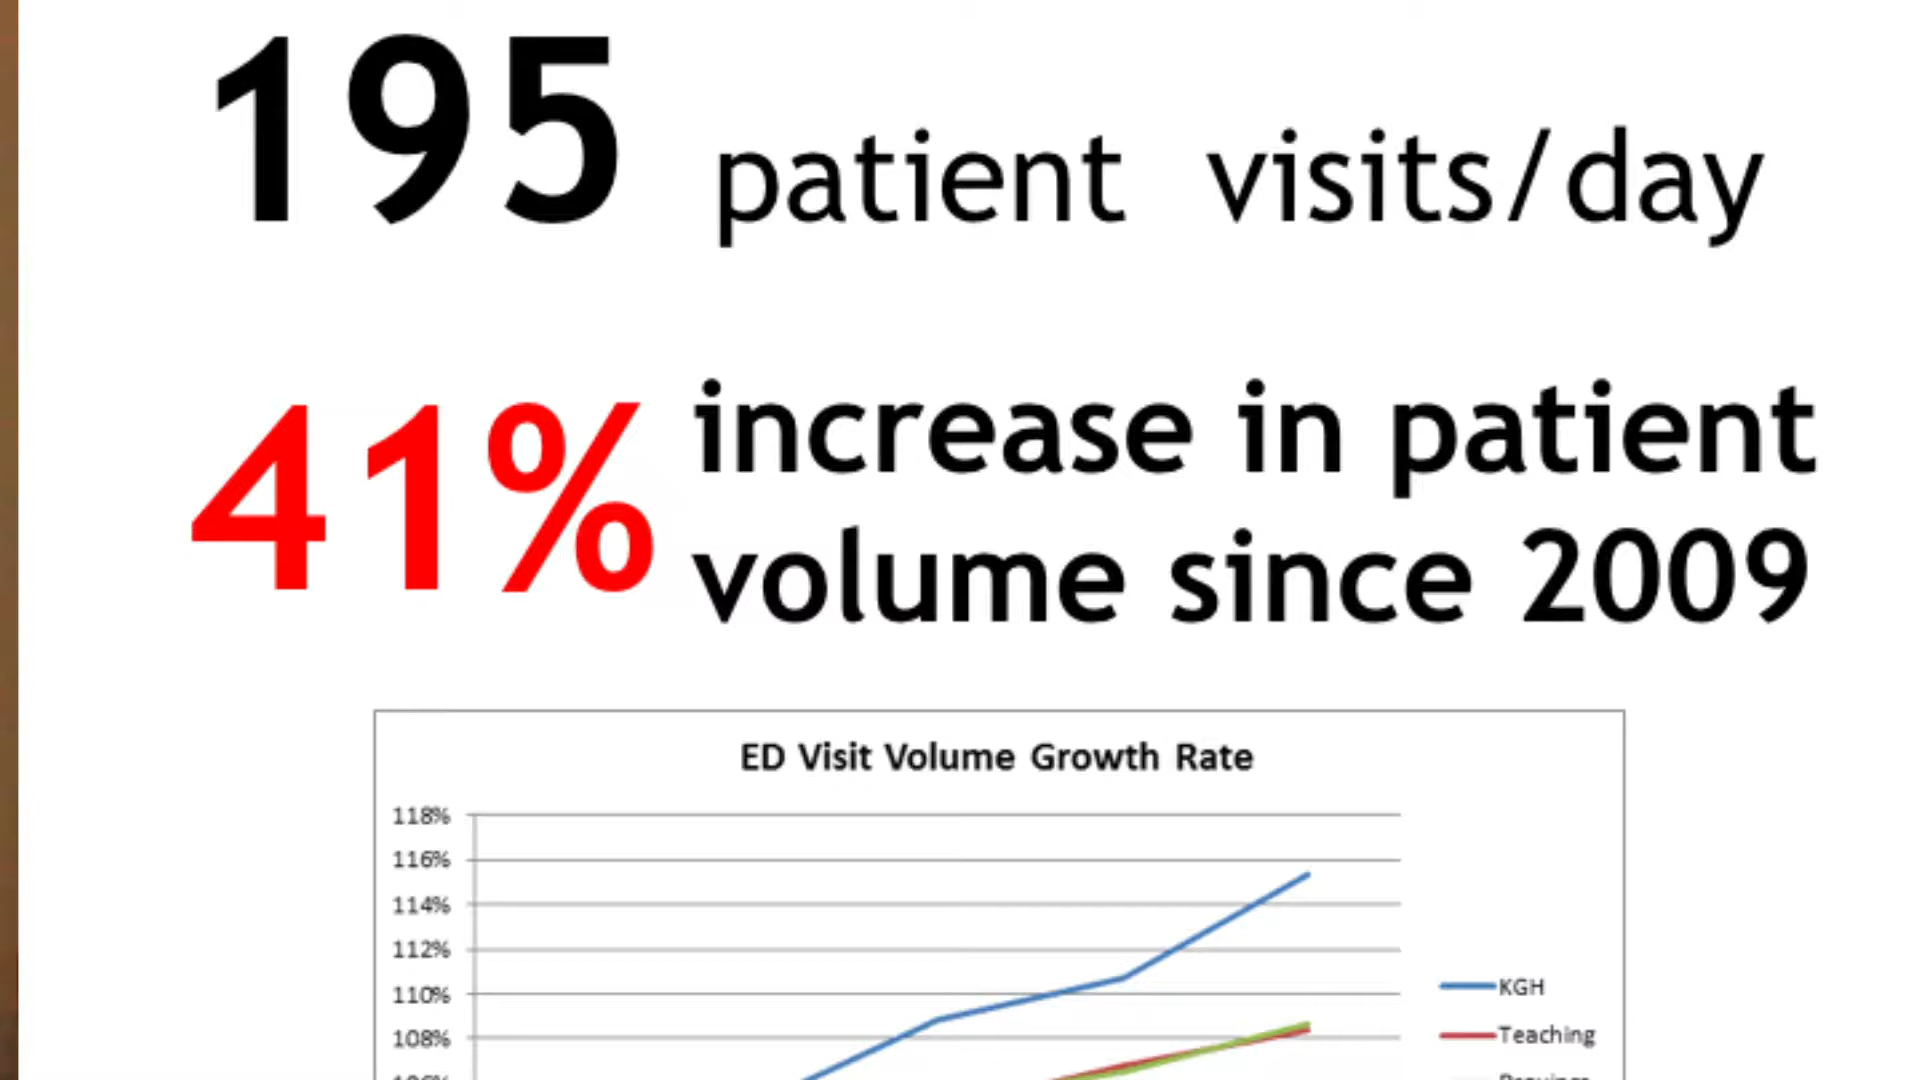 195 patient visits/day
41% increase in patient
volume since 2009
ED Visit Volume Growth Rate
118%
116%
114%
112%
110%
108%
KGH
Teaching